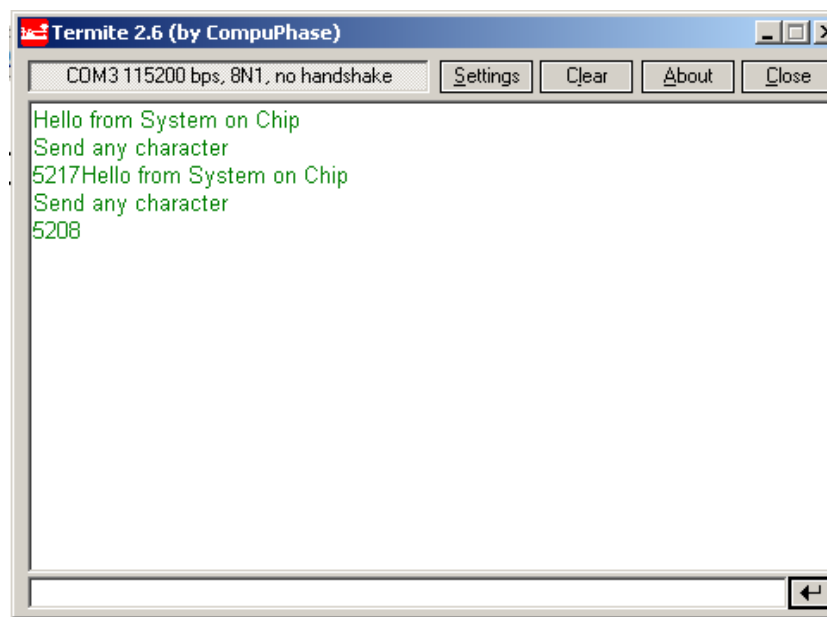 Termite 2.6 (by CompuPhase)
COM3 115200 bps, 8N1, no handshake Settings Clear About Close
Hello from System on Chip
Send any character
5217Hello from System on Chip
Send any character
5208